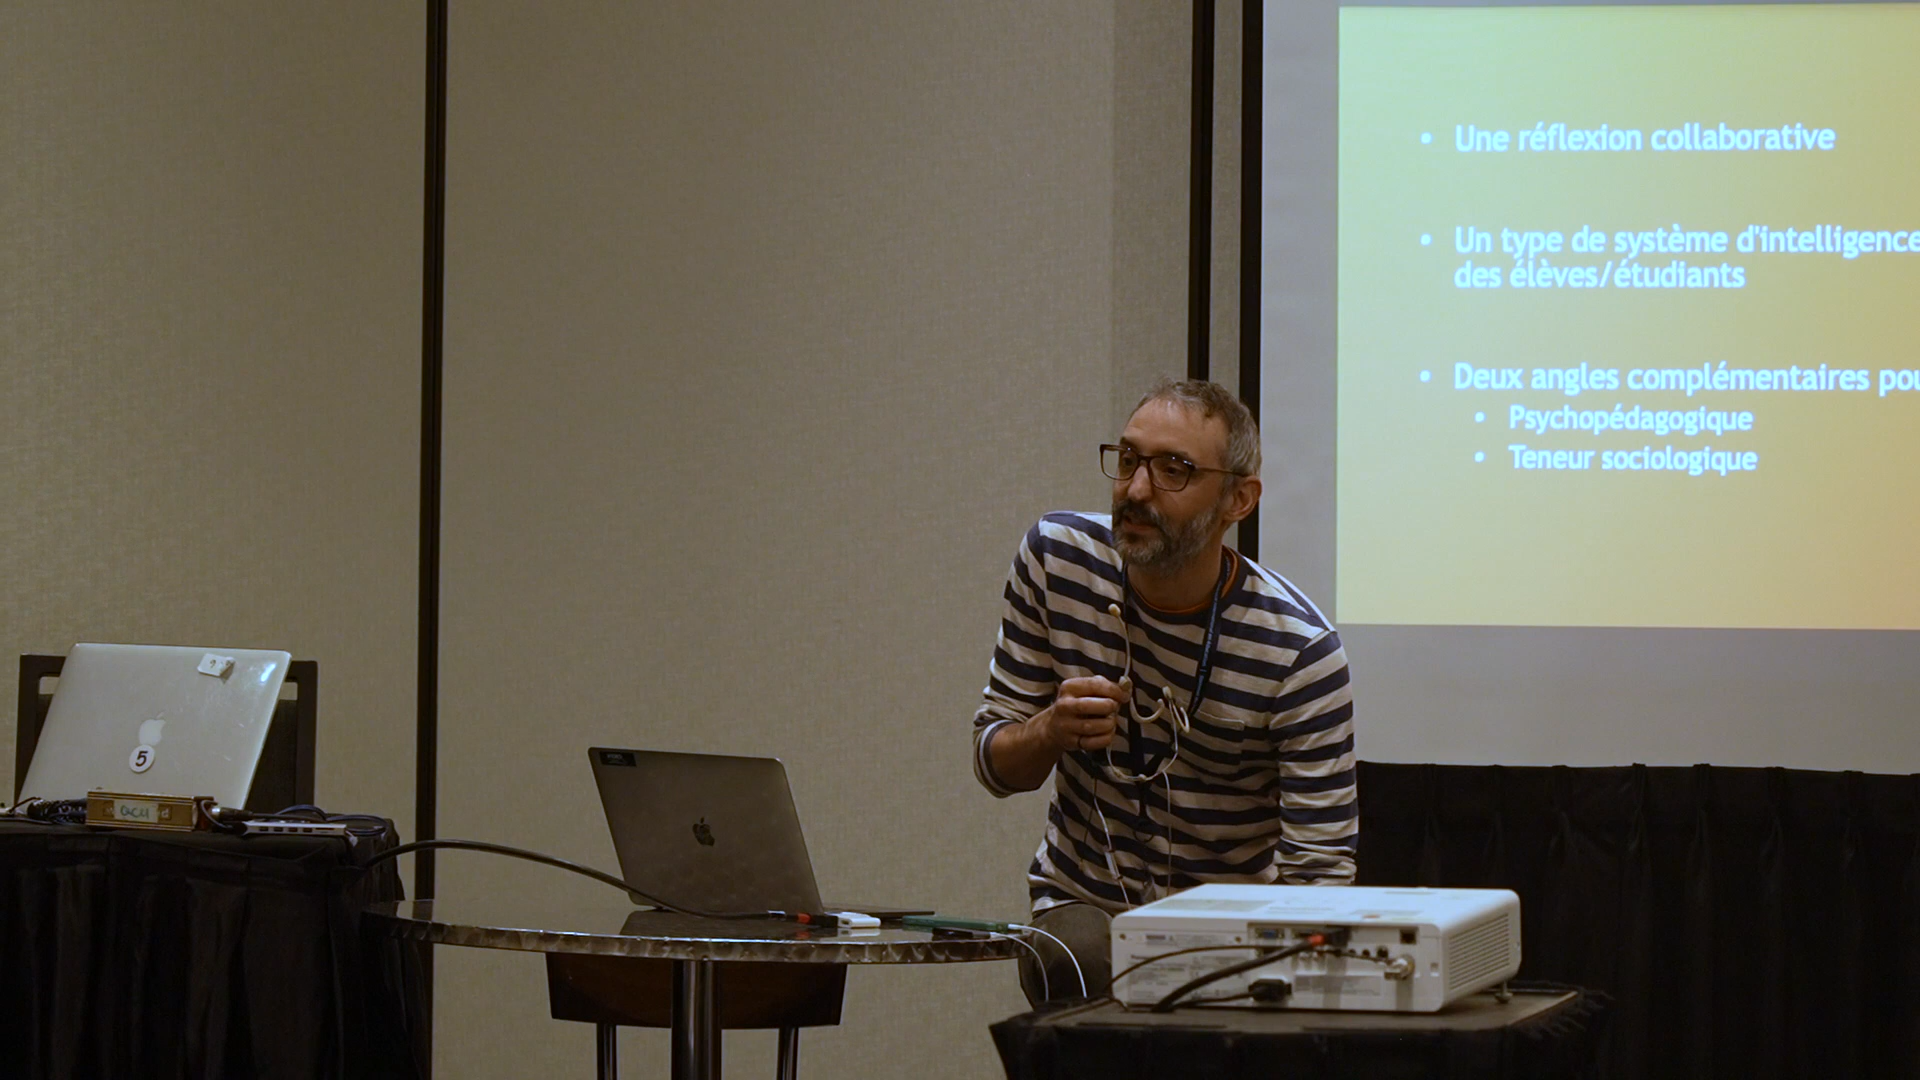 • Une réflexion collaborative
• Un type de système d'intelligence
des élèves/étudiants
• Deux angles complémentaires pou
• Psychopédagogique
• Teneur sociologique
5